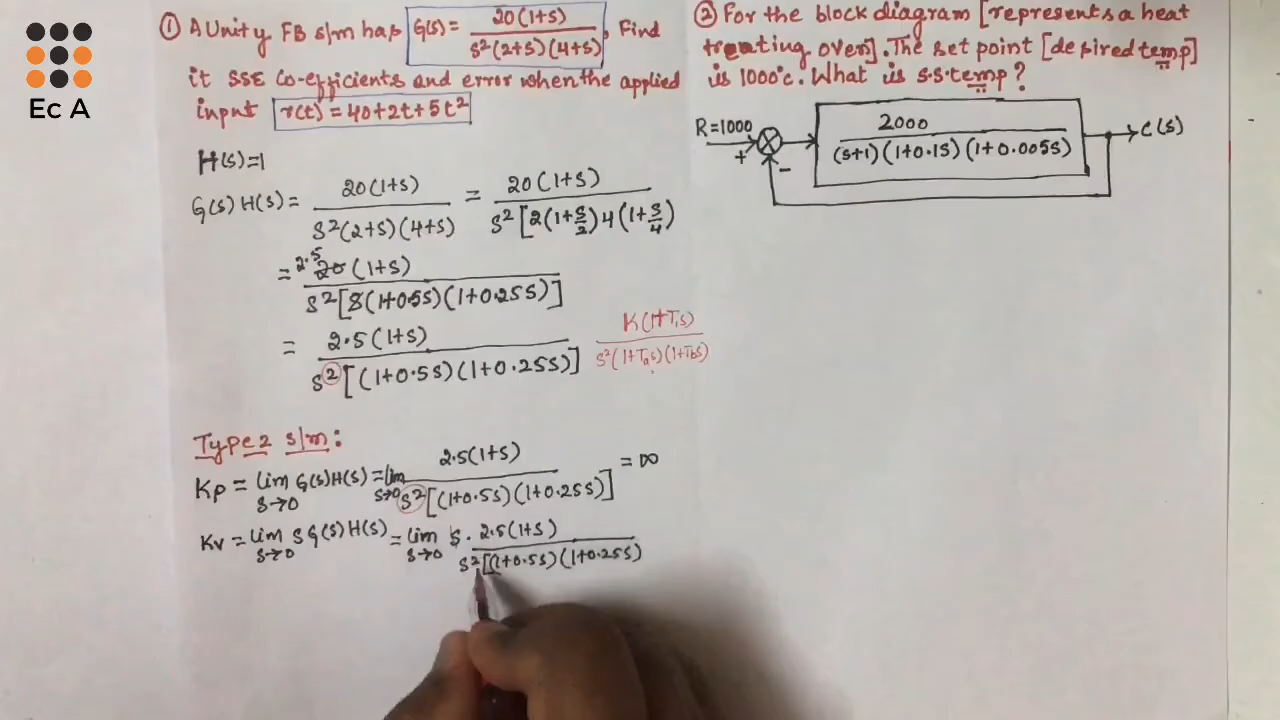 Ec A
① A Unity FB s/m has G(s) = 20(1+s) / s²(2+s)(4+s), Find
it SSE Co-efficients and error when the applied
input r(t) = 40+2t+5t²
H(s)=1
G(s) H(s) = 20(1+s) / s²(2+s)(4+s) = 20(1+s) / s²[2(1+s/2)4(1+s/4)
= 2.5 20(1+s) / s²[8(1+0.5s)(1+0.25s)]
= 2.5(1+s) / s²[(1+0.5s)(1+0.25s)]
K(1+T₁s) / s²(1+Tas)(1+Tbs)
Type 2 s/m:
Kp = Lim s→0 G(s)H(s) = lim s→0 2.5(1+s) / s²[(1+0.5s)(1+0.25s)] = ∞
Kv = lim s→0 s G(s)H(s) = lim s→0 s. 2.5(1+s) / s²[(1+0.5s)(1+0.25s)
② For the block diagram [represents a heat
treating oven]. The set point [desired temp]
is 1000°c. What is s.s.temp?
R=1000
+
-
2000 / (s+1)(1+0.1s)(1+0.005s)
C(s)